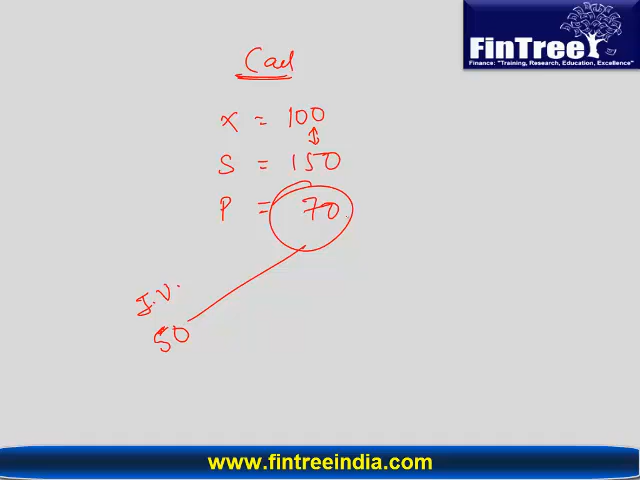 FinTree
Finance: "Training, Research, Education, Excellence"
Call
X = 100
S = 150
P = 70
I.V.
50
www.fintreeindia.com